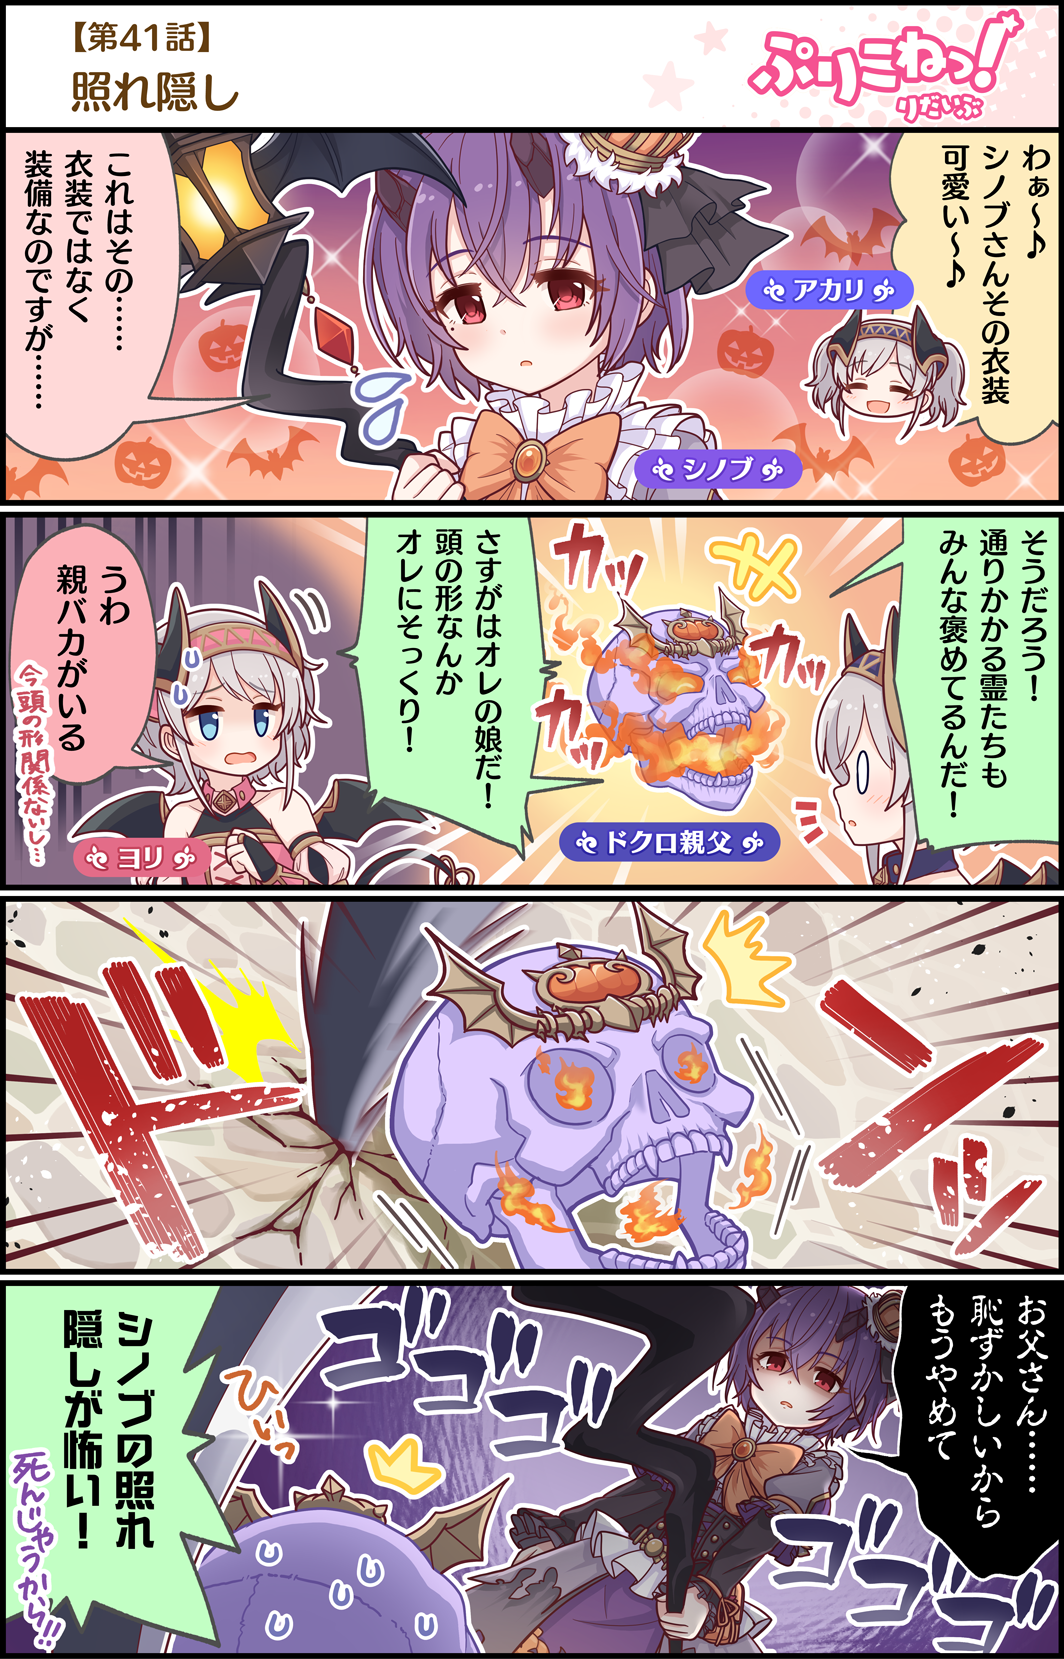 【第41話】
照れ隠し
ぷりこねっ!
りだいぶ
わぁ~♪
シノブさんその衣装
可愛い~♪
アカリ
シノブ
これはその……
衣装ではなく
装備なのですが……
そうだろう!
通りかかる霊たちも
みんな褒めてるんだ!
カッ
カッ
カッ
ドクロ親父
さすがはオレの娘だ!
頭の形なんか
オレにそっくり!
うわ
親バカがいる
今頭の形関係ないし…
ヨリ
ドンッ
お父さん……
恥ずかしいから
もうやめて
ゴゴゴ
ゴゴゴ
ひいっ
シノブの照れ
隠しが怖い!
死んじゃうから!!